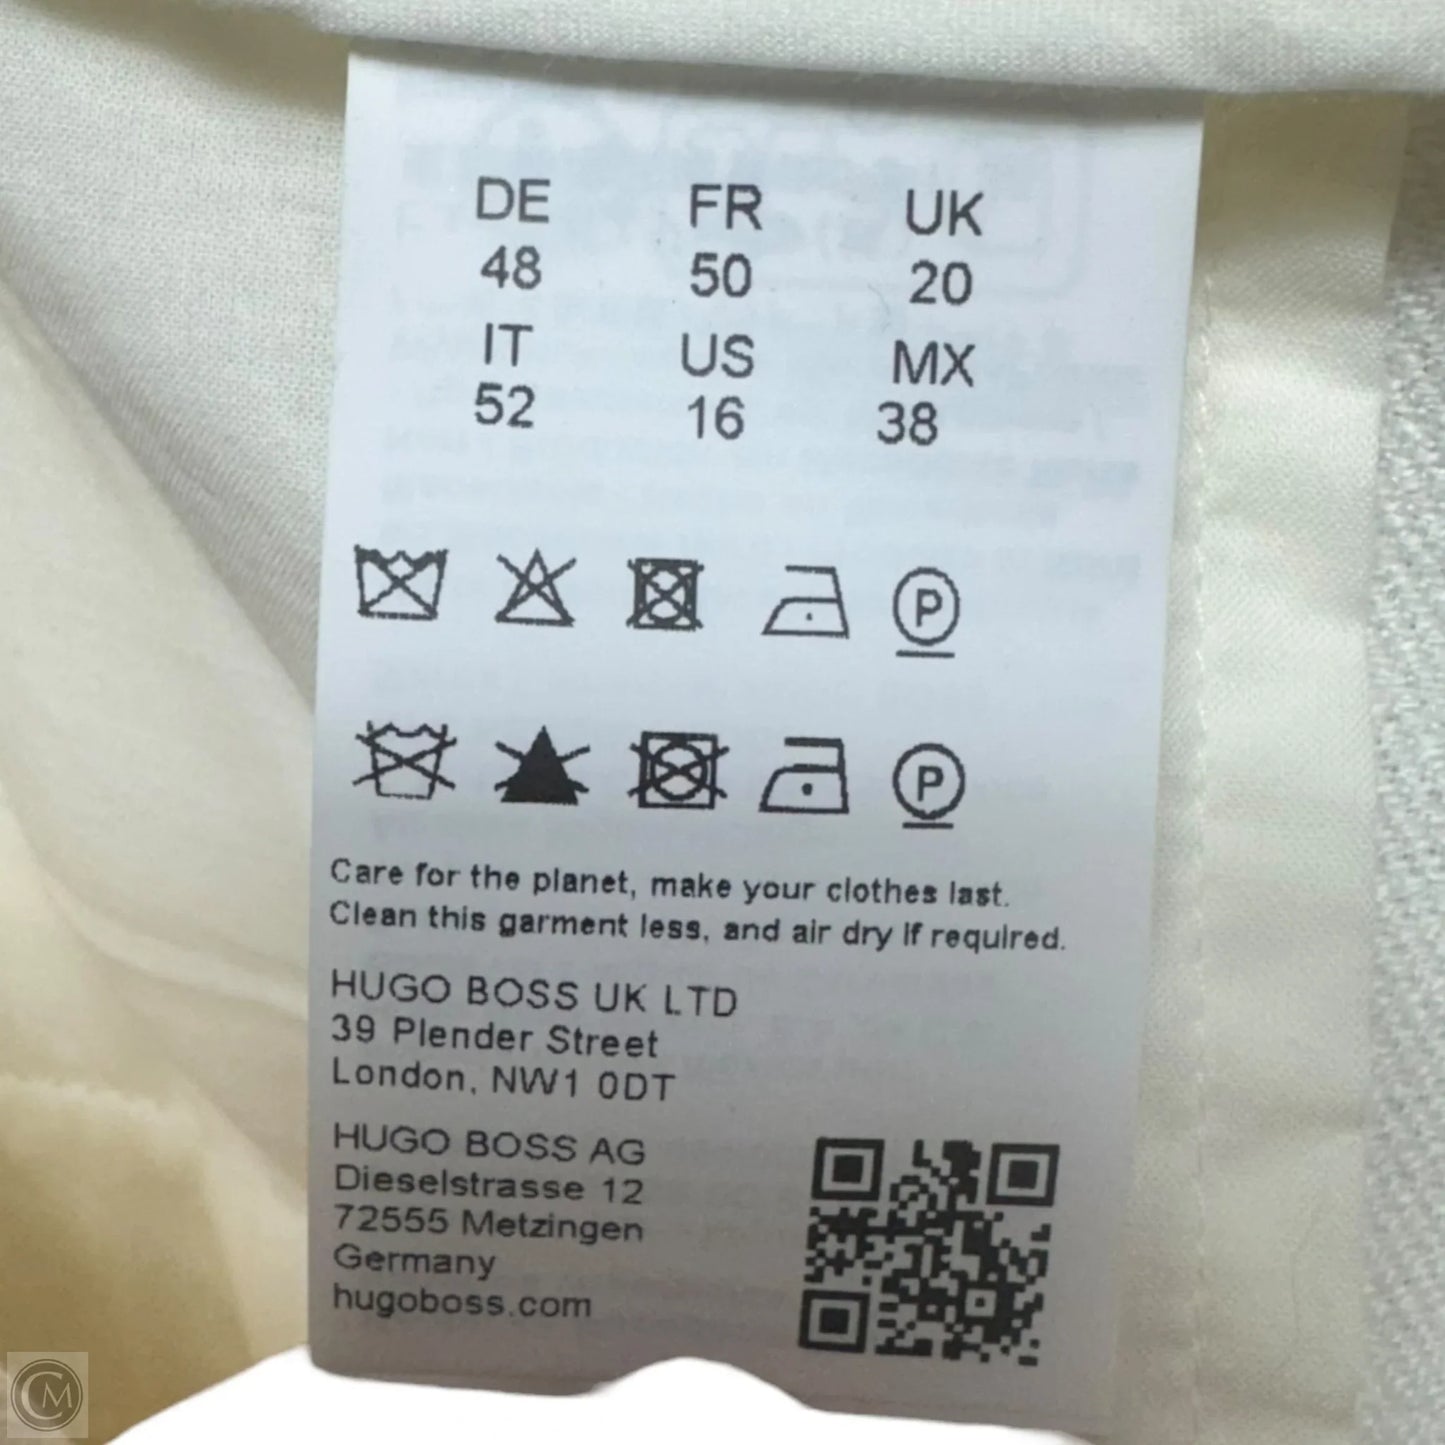 DE FR UK
48 50 20
IT US MX
52 16 38
P
P
Care for the planet, make your clothes last.
Clean this garment less, and air dry if required.
HUGO BOSS UK LTD
39 Plender Street
London, NW1 0DT
HUGO BOSS AG
Dieselstrasse 12
72555 Metzingen
Germany
hugoboss.com
CM